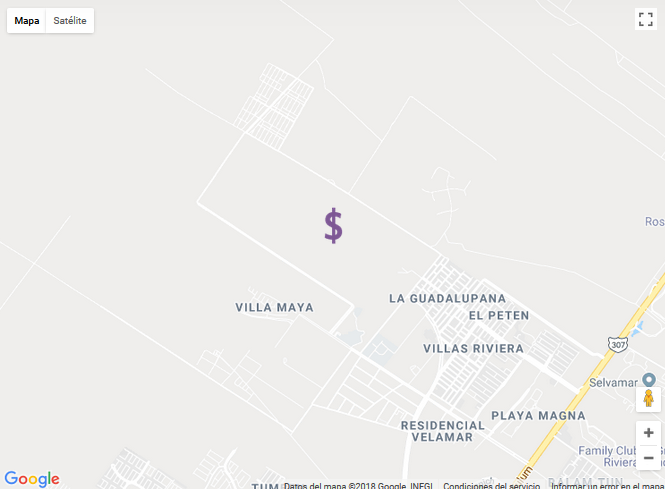 Mapa
Satélite
Ros
$
VILLA MAYA
LA GUADALUPANA
EL PETEN
307
VILLAS RIVIERA
Selvamar
PLAYA MAGNA
RESIDENCIAL
VELAMAR
Family Club
Riviera
Google
Datos del mapa ©2018 Google, INEGI
Condiciones del servicio
Informar un error en el mapa